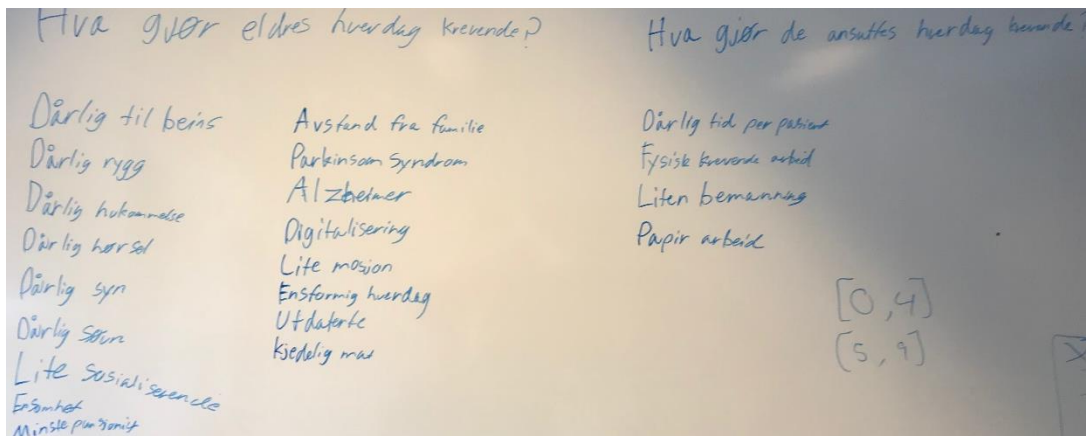 Hva gjør eldres hverdag krevende?
Dårlig til beins
Dårlig rygg
Dårlig hukommelse
Dårlig hørsel
Dårlig syn
Dårlig søvn
Lite sosialiserende
Ensomhet
Minste
Avstand fra familie
Parkinson syndrom
Alzheimer
Digitalisering
Lite mosjon
Ensformig hverdag
Utdaterte
kjedelig mat
Hva gjør de ansattes hverdag krevende?
Dårlig tid per pasient
Fysisk krevende arbeid
Liten bemanning
Papir arbeid
[0,4]
[5,9]